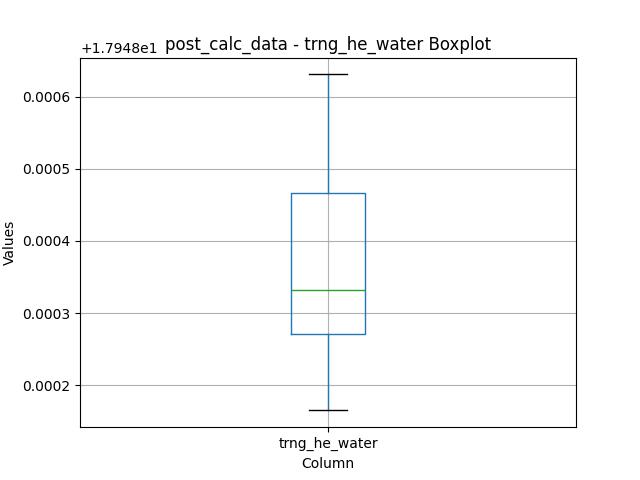 +1.7948e1
post_calc_data - trng_he_water Boxplot
0.0006
0.0005
0.0004
0.0003
0.0002
Values
trng_he_water
Column